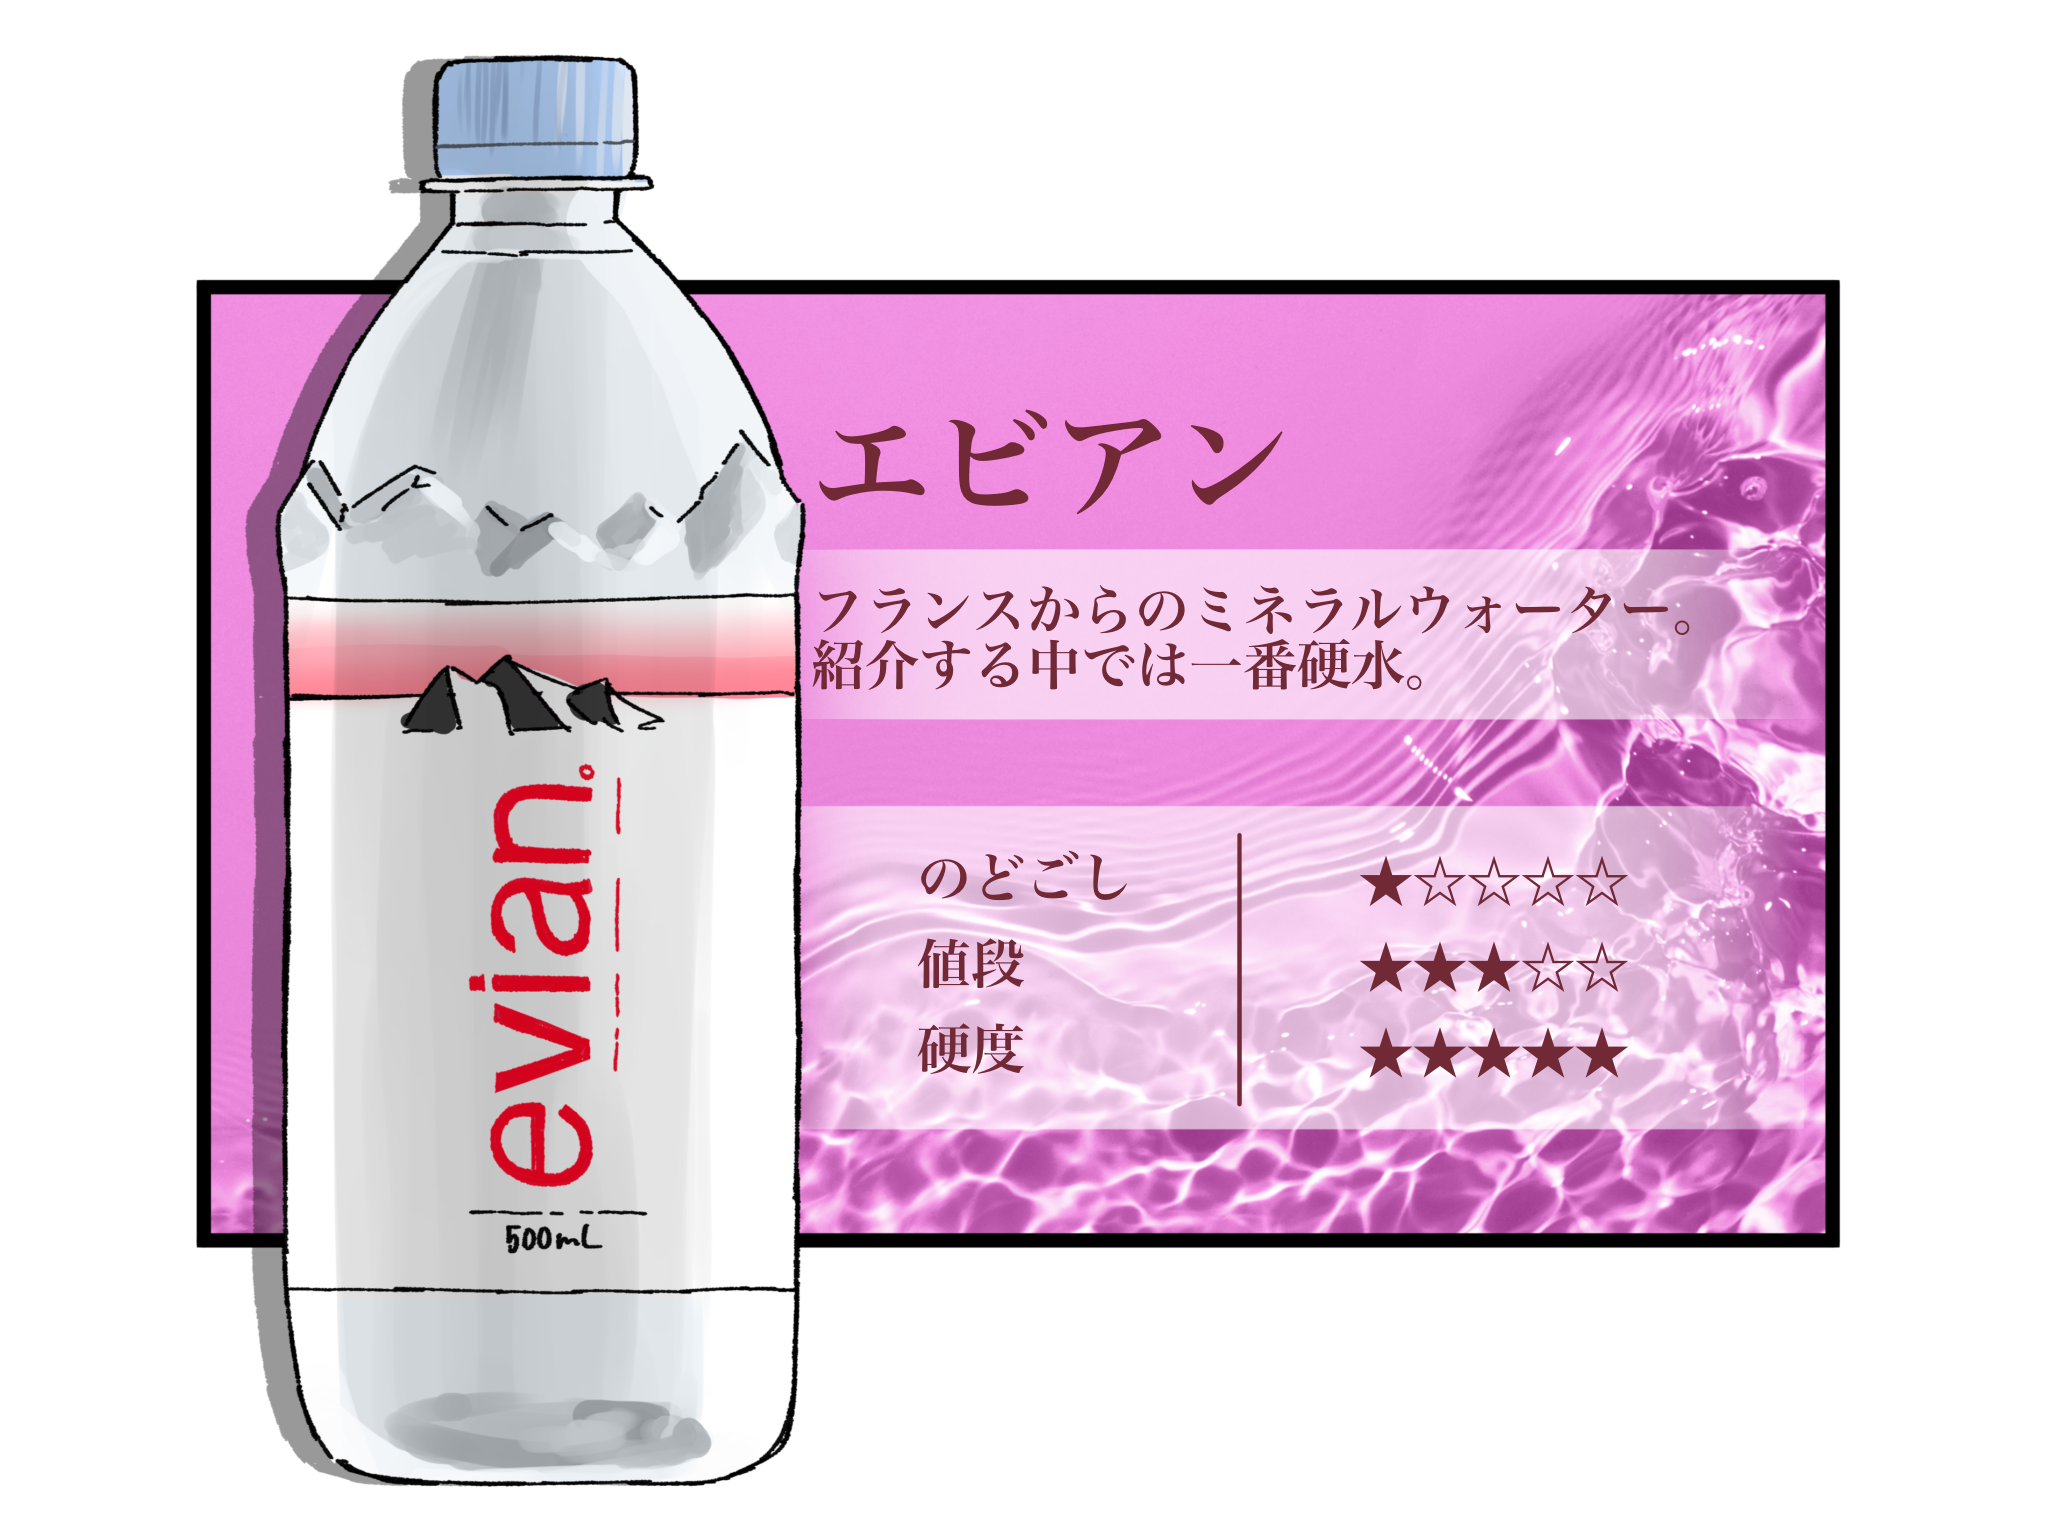 エビアン
フランスからのミネラルウォーター。
紹介する中では一番硬水。
のどごし ★☆☆☆☆
値段 ★★★☆☆
硬度 ★★★★★
evian.
500mL